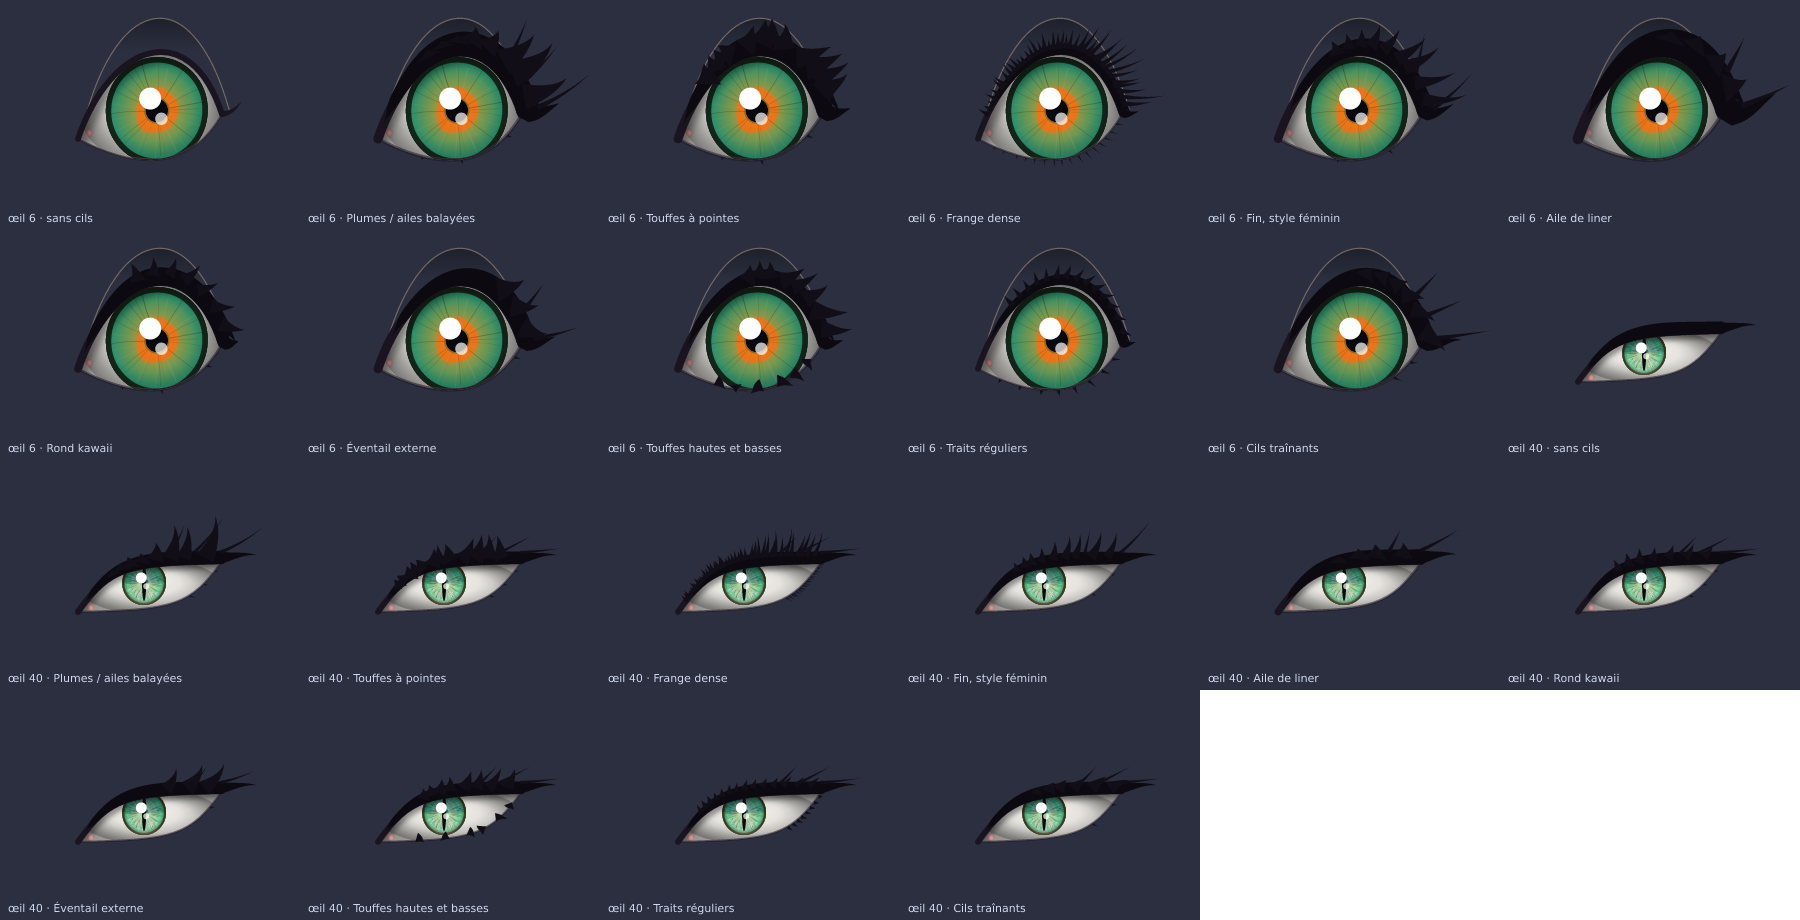 œil 6 · sans cils
œil 6 · Plumes / ailes balayées
œil 6 · Touffes à pointes
œil 6 · Frange dense
œil 6 · Fin, style féminin
œil 6 · Aile de liner
œil 6 · Rond kawaii
œil 6 · Éventail externe
œil 6 · Touffes hautes et basses
œil 6 · Traits réguliers
œil 6 · Cils traînants
œil 40 · sans cils
œil 40 · Plumes / ailes balayées
œil 40 · Touffes à pointes
œil 40 · Frange dense
œil 40 · Fin, style féminin
œil 40 · Aile de liner
œil 40 · Rond kawaii
œil 40 · Éventail externe
œil 40 · Touffes hautes et basses
œil 40 · Traits réguliers
œil 40 · Cils traînants